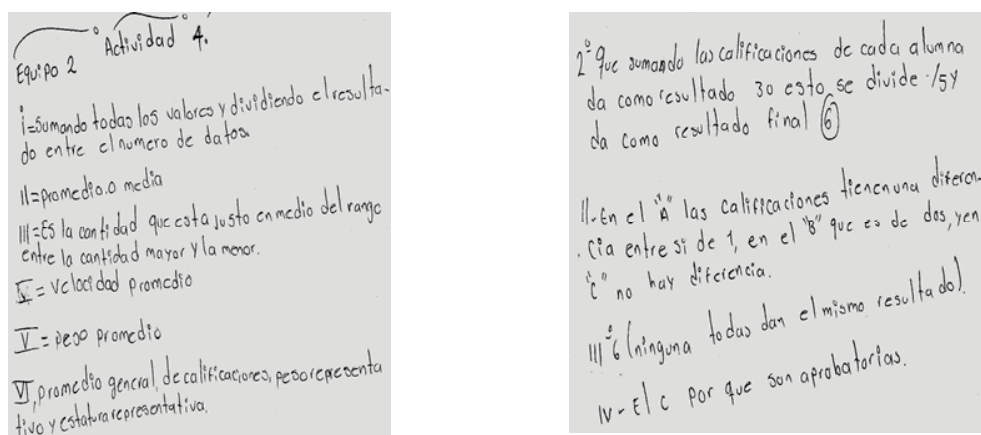 Actividad 4.
Equipo 2
i=Sumando todos los valores y dividiendo el resulta-
do entre el numero de datos.
II=promedio o media
III=Es la cantidad que esta justo en medio del rango
entre la cantidad mayor y la menor.
IV= Velocidad promedio
V= peso promedio
VI, promedio general, de calificaciones, peso representa
tivo y estatura representativa.
2° Que sumando las calificaciones de cada alumna
da como resultado 30 esto se divide /5 y
da como resultado final 6
II-En el "A" las calificaciones tienen una diferen-
cia entre si de 1, en el "B" que es de dos, y en
"C" no hay diferencia.
III° 6 (ninguna todas dan el mismo resultado).
IV- El C por que son aprobatorias.